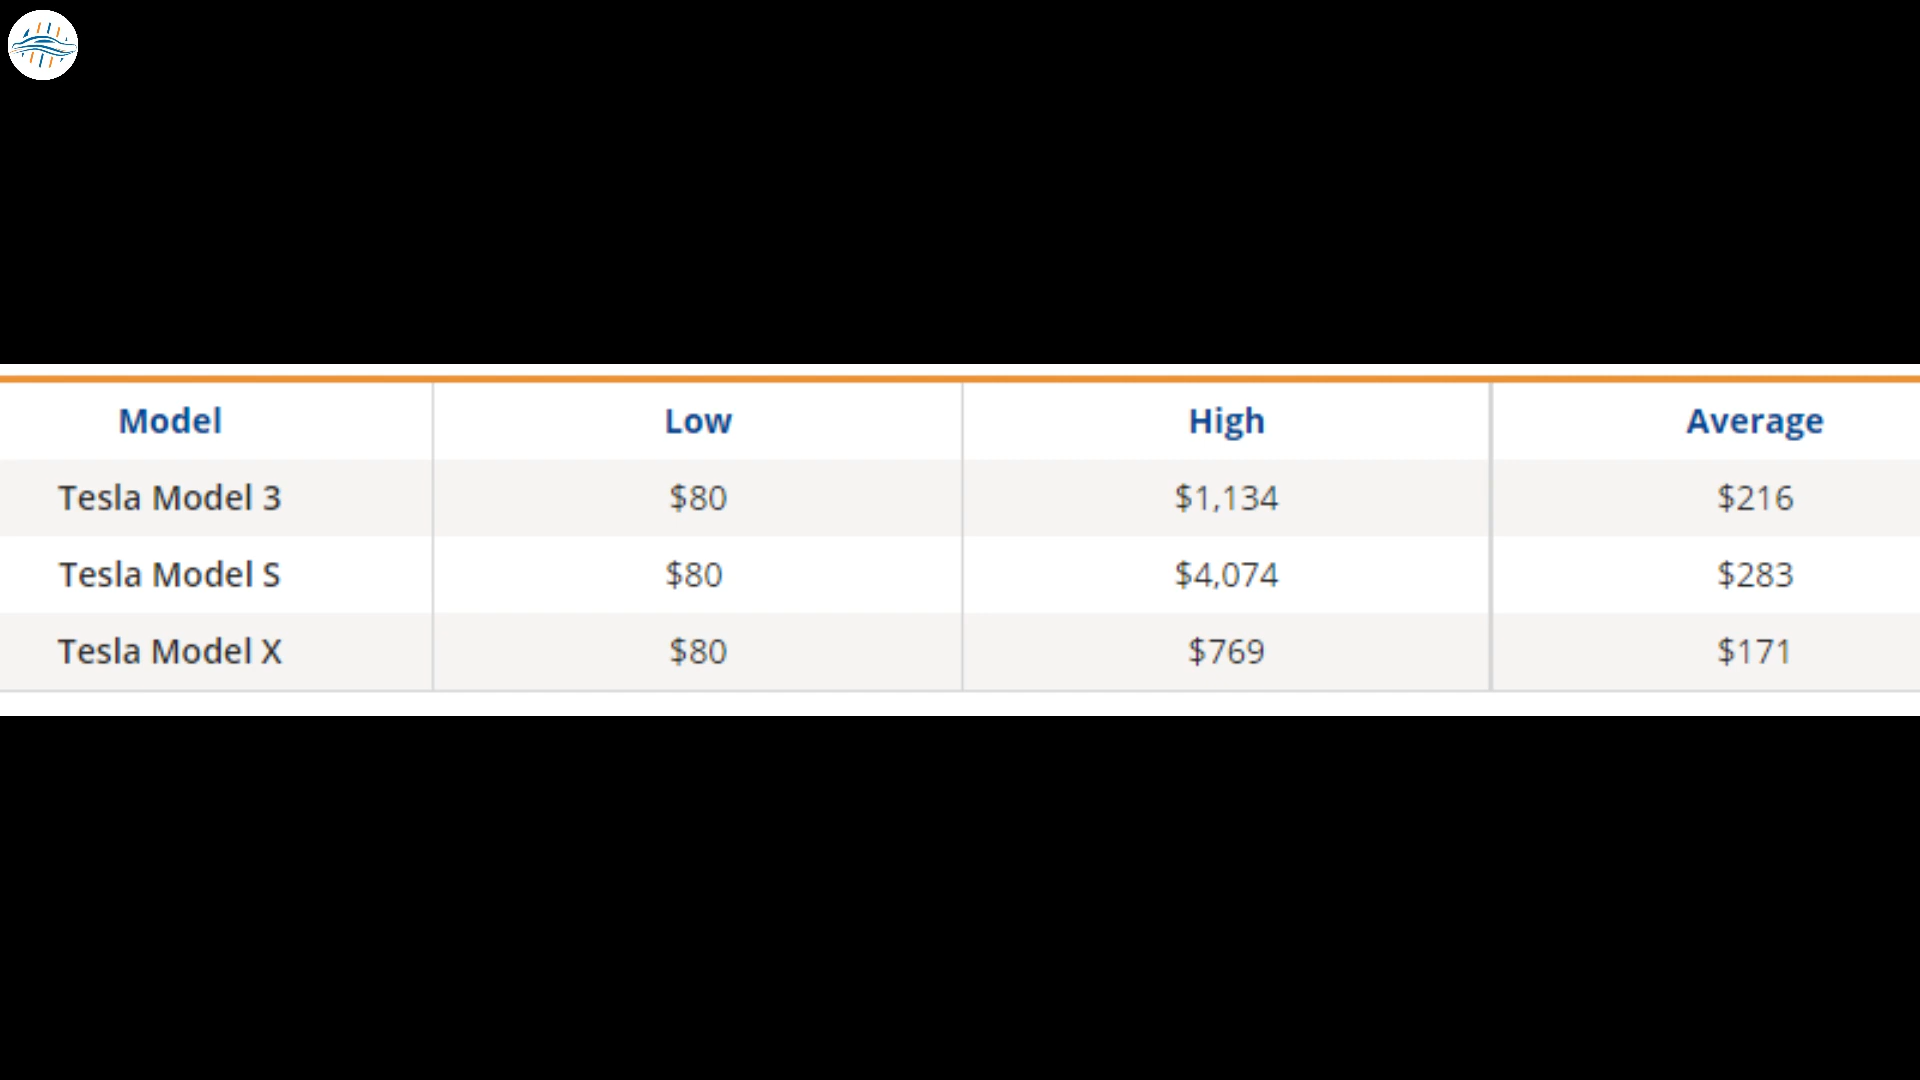 Model Low High Average
Tesla Model 3 $80 $1,134 $216
Tesla Model S $80 $4,074 $283
Tesla Model X $80 $769 $171